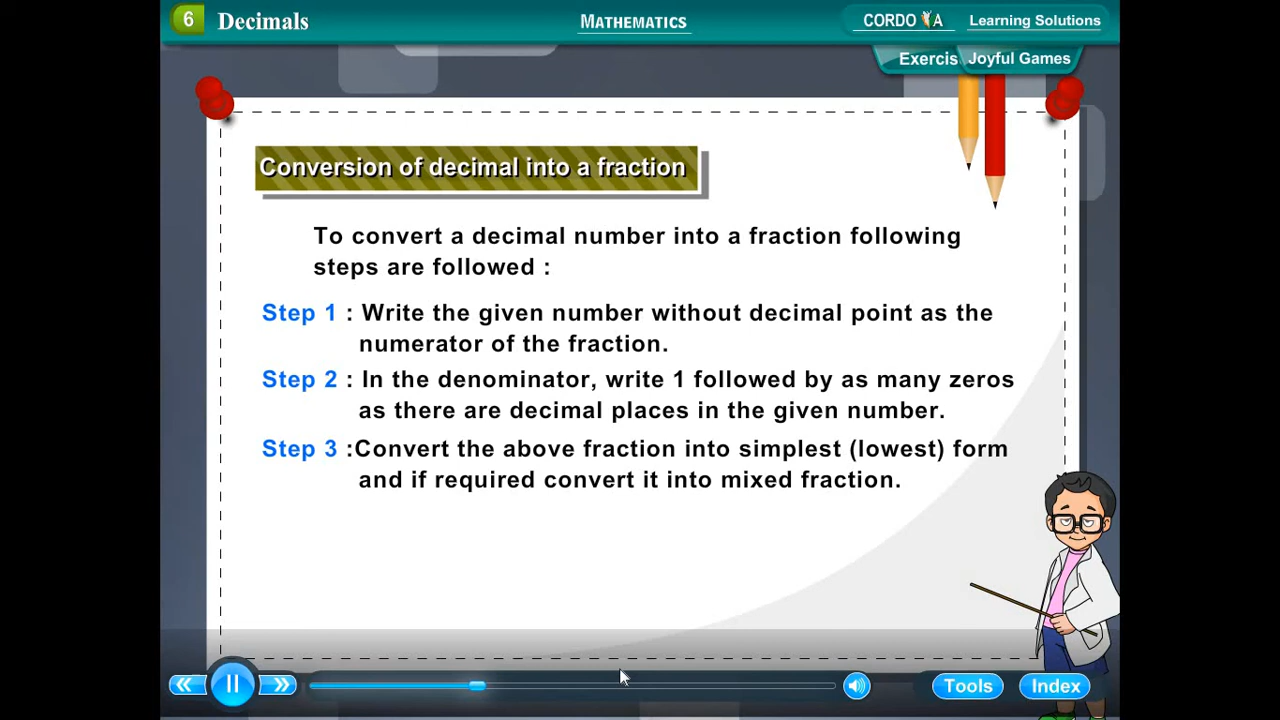 6 Decimals
MATHEMATICS
CORDO A Learning Solutions
Exercis Joyful Games
Conversion of decimal into a fraction
To convert a decimal number into a fraction following
steps are followed :
Step 1 : Write the given number without decimal point as the
numerator of the fraction.
Step 2 : In the denominator, write 1 followed by as many zeros
as there are decimal places in the given number.
Step 3 :Convert the above fraction into simplest (lowest) form
and if required convert it into mixed fraction.
Tools Index